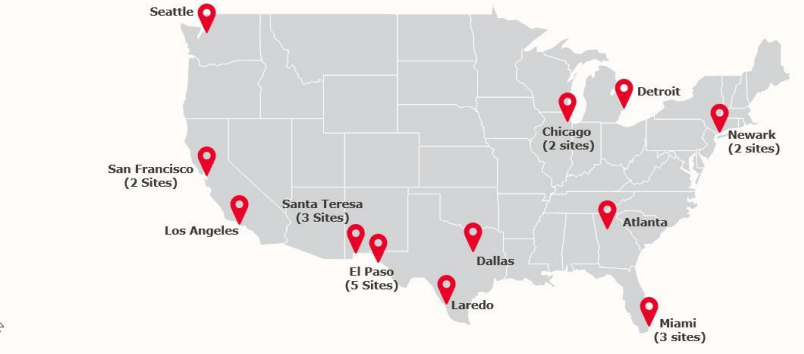 Seattle
Detroit
Chicago
(2 sites)
Newark
(2 sites)
San Francisco
(2 Sites)
Santa Teresa
(3 Sites)
Los Angeles
Atlanta
Dallas
El Paso
(5 Sites)
Laredo
Miami
(3 sites)